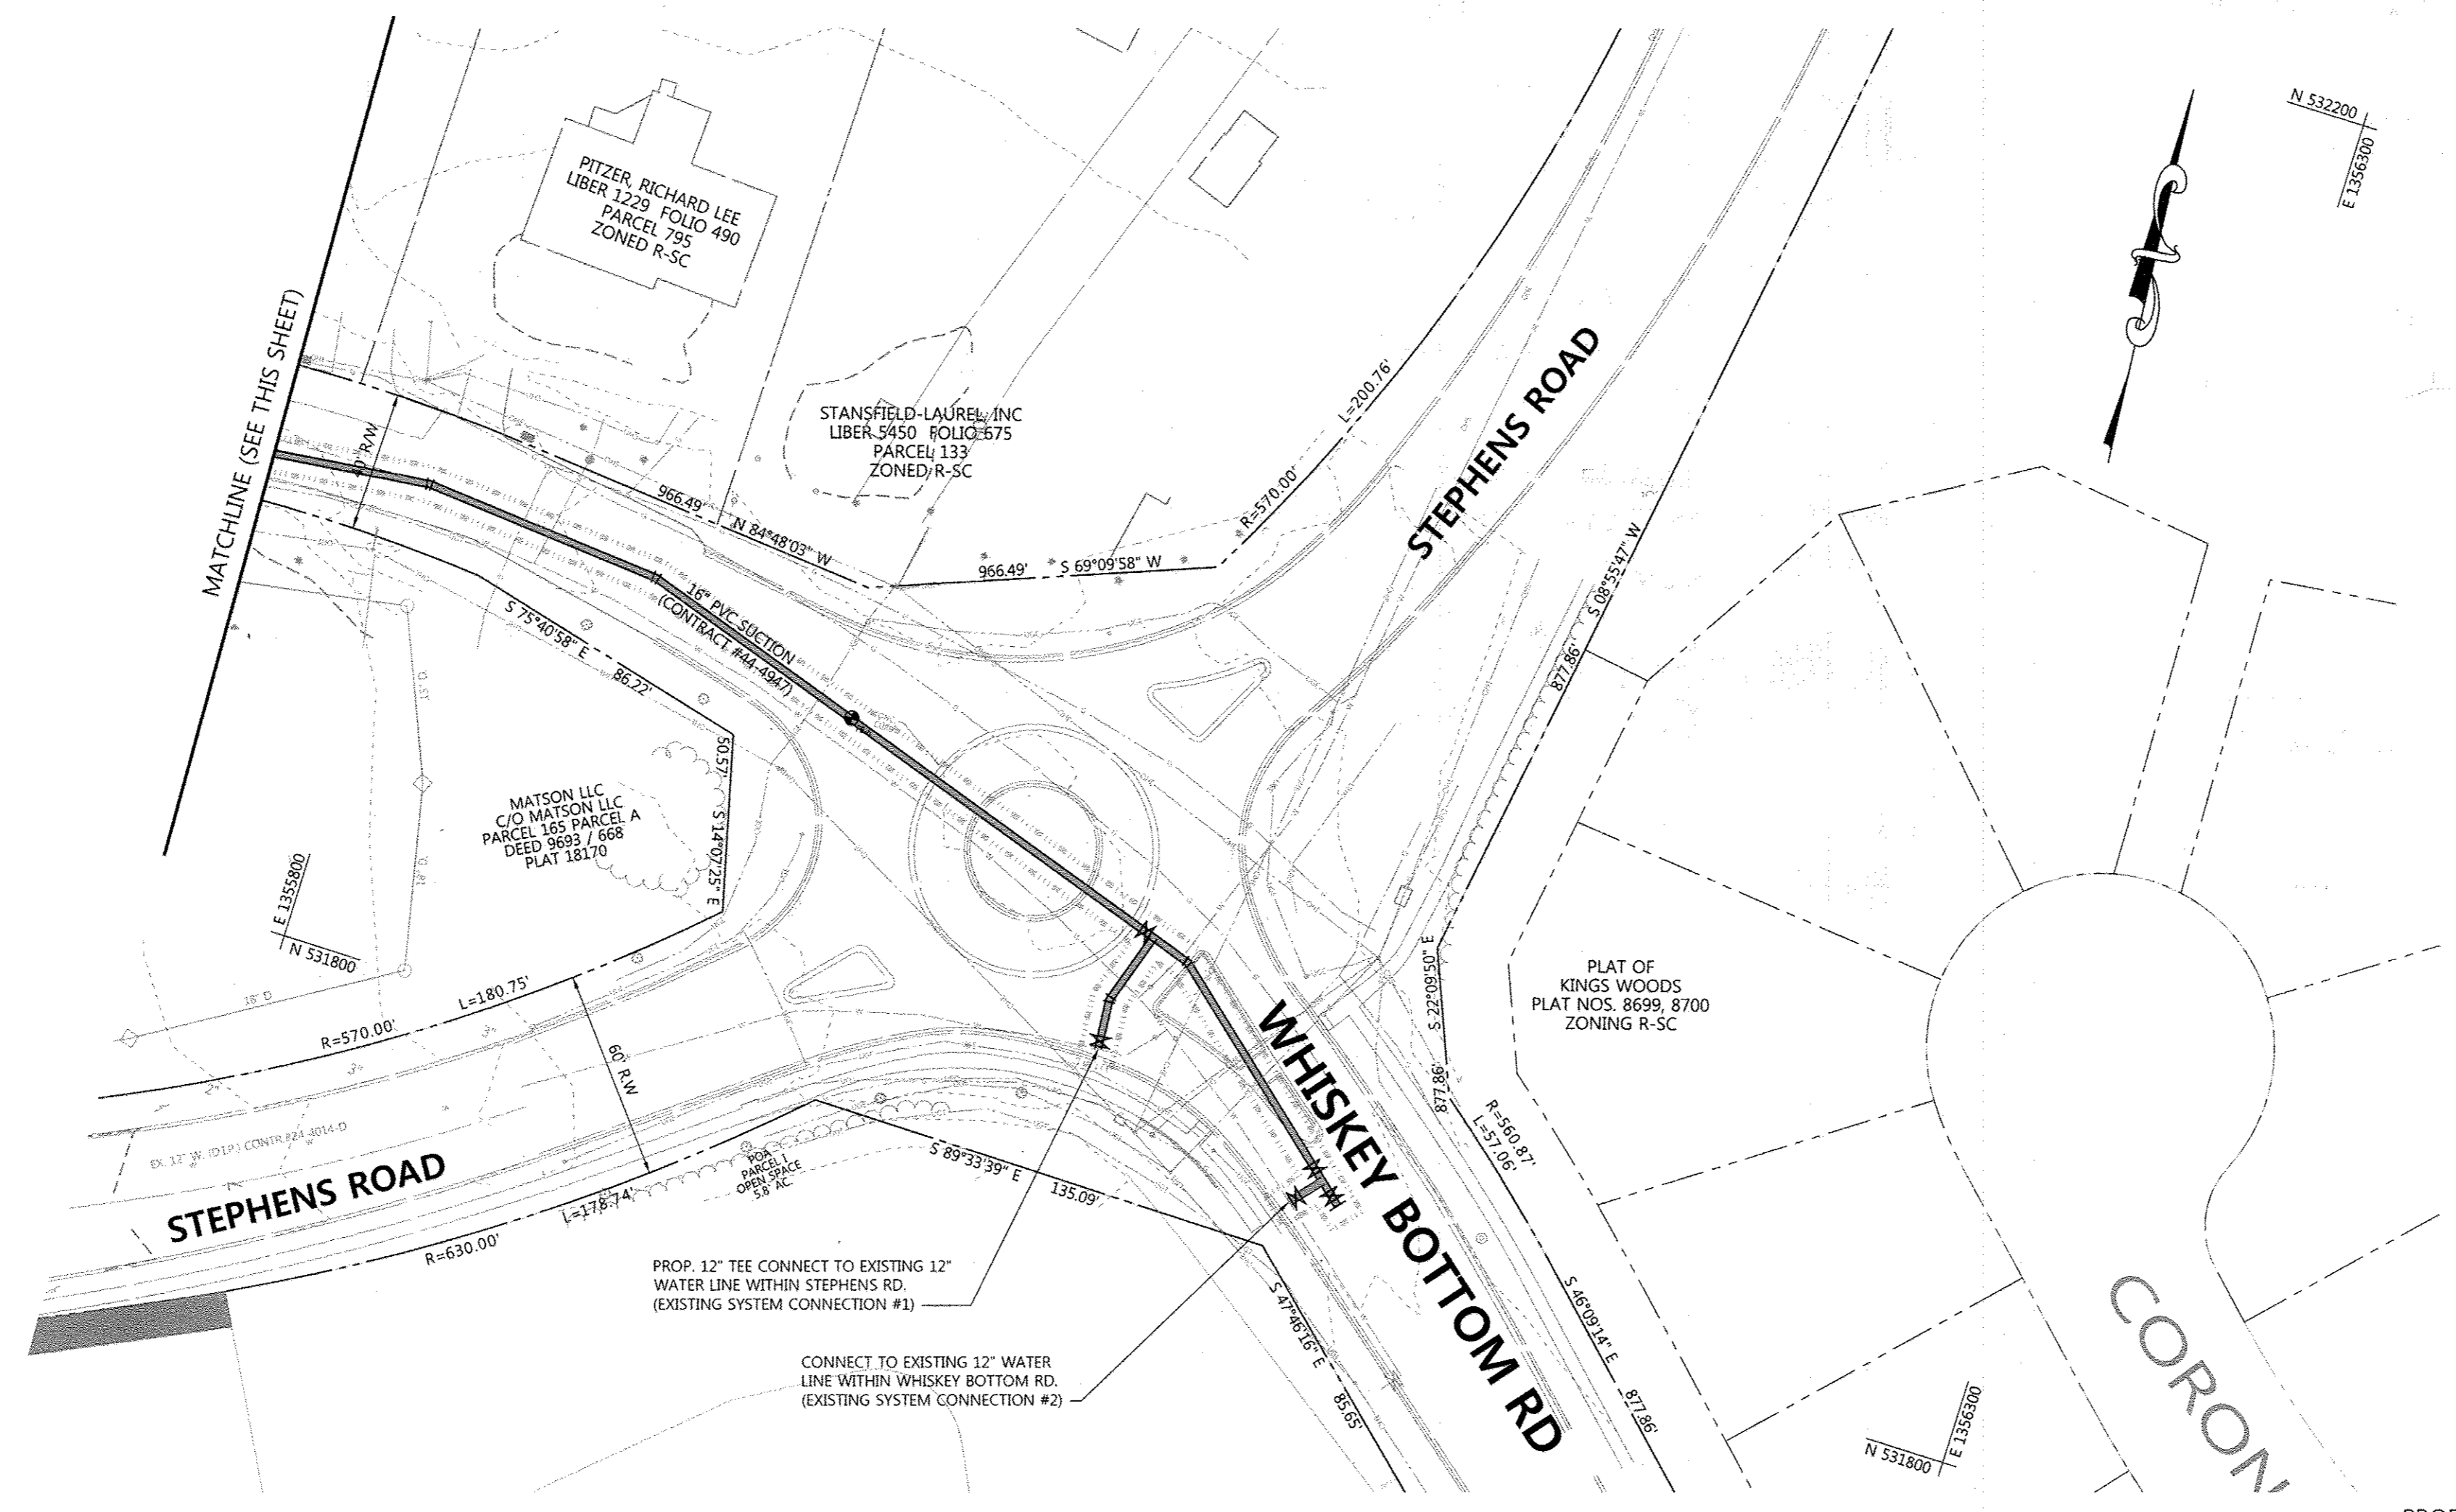 N 532200
E 1356300
PITZER, RICHARD LEE
LIBER 1229 FOLIO 490
PARCEL 795
ZONED R-SC
MATCHLINE (SEE THIS SHEET)
40' R/W
STANSFIELD-LAUREL, INC
LIBER 5450 FOLIO 675
PARCEL 133
ZONED R-SC
L=200.76'
R=570.00'
STEPHENS ROAD
966.49'
N 84°48'03" W
966.49'
S 69°09'58" W
S 08°55'47" W
877.86'
16" PVC SUCTION
(CONTRACT #44-4947)
S 75°40'58" E
86.22'
50.57'
S 14°07'25" E
MATSON LLC
C/O MATSON LLC
PARCEL 165 PARCEL A
DEED 9693 / 668
PLAT 18170
E 1355800
N 531800
18" D
L=180.75'
R=570.00'
60' R.W
S 22°09'50" E
877.86'
PLAT OF
KINGS WOODS
PLAT NOS. 8699, 8700
ZONING R-SC
R=560.87'
L=57.06'
WHISKEY BOTTOM RD
STEPHENS ROAD
POA
PARCEL I
OPEN SPACE
5.8 AC.
S 89°33'39" E
135.09'
L=178.74'
R=630.00'
PROP. 12" TEE CONNECT TO EXISTING 12"
WATER LINE WITHIN STEPHENS RD.
(EXISTING SYSTEM CONNECTION #1)
CONNECT TO EXISTING 12" WATER
LINE WITHIN WHISKEY BOTTOM RD.
(EXISTING SYSTEM CONNECTION #2)
S 47°46'16" E
85.65'
S 46°09'14" E
877.86'
N 531800
E 1356300
CORON